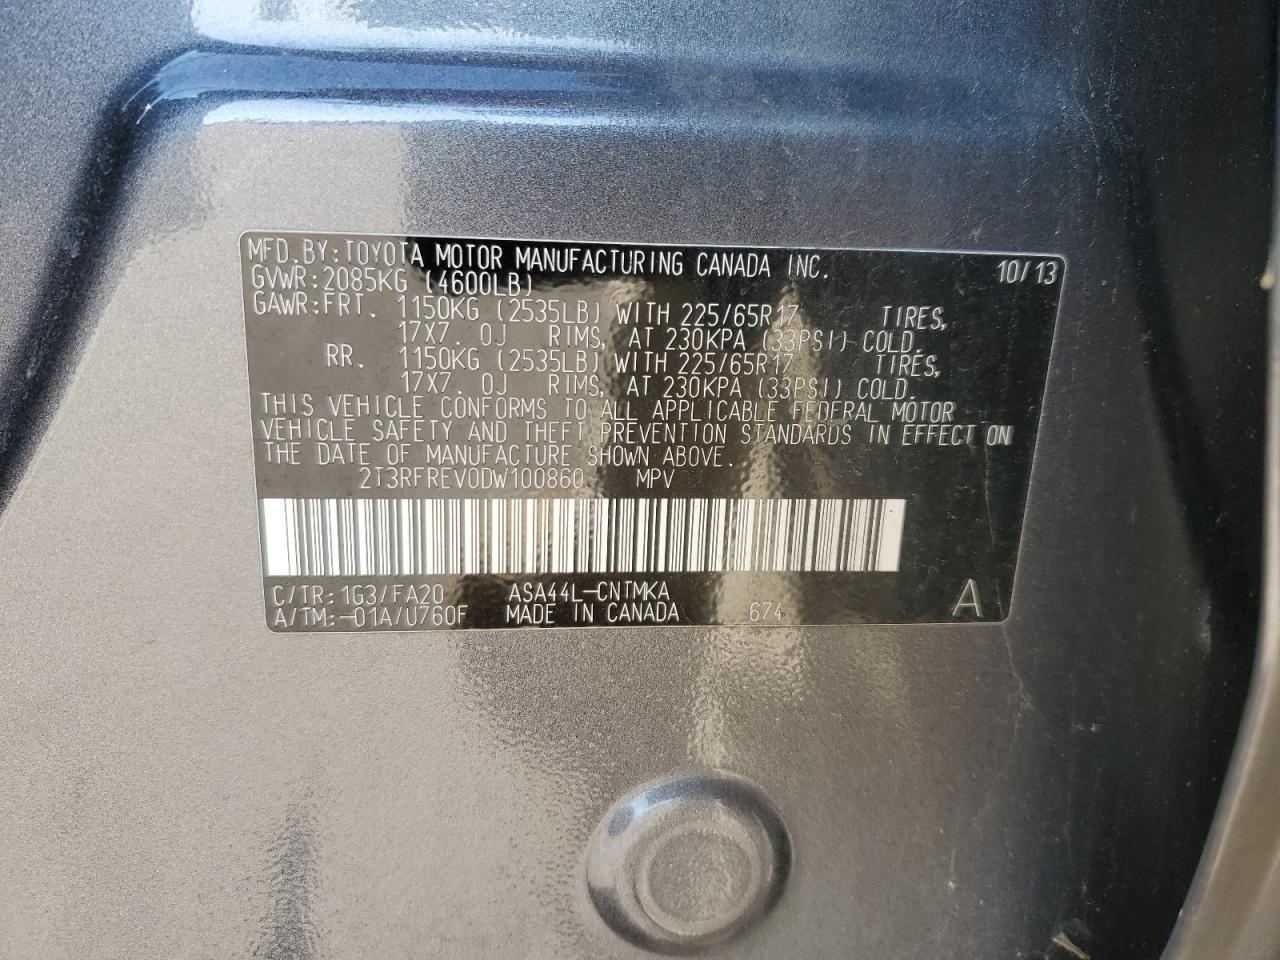 MFD.BY:TOYOTA MOTOR MANUFACTURING CANADA INC. 10/13
GVWR:2085KG (4600LB)
GAWR:FRT. 1150KG (2535LB) WITH 225/65R17 TIRES,
17X7.0J RIMS, AT 230KPA (33PSI) COLD.
RR. 1150KG (2535LB) WITH 225/65R17 TIRES,
17X7.0J RIMS, AT 230KPA (33PSI) COLD.
THIS VEHICLE CONFORMS TO ALL APPLICABLE FEDERAL MOTOR
VEHICLE SAFETY AND THEFT PREVENTION STANDARDS IN EFFECT ON
THE DATE OF MANUFACTURE SHOWN ABOVE.
2T3RFREV0DW100860 MPV
C/TR:1G3/FA20 ASA44L-CNTMKA
A/TM:-01A/U760F MADE IN CANADA 674 A